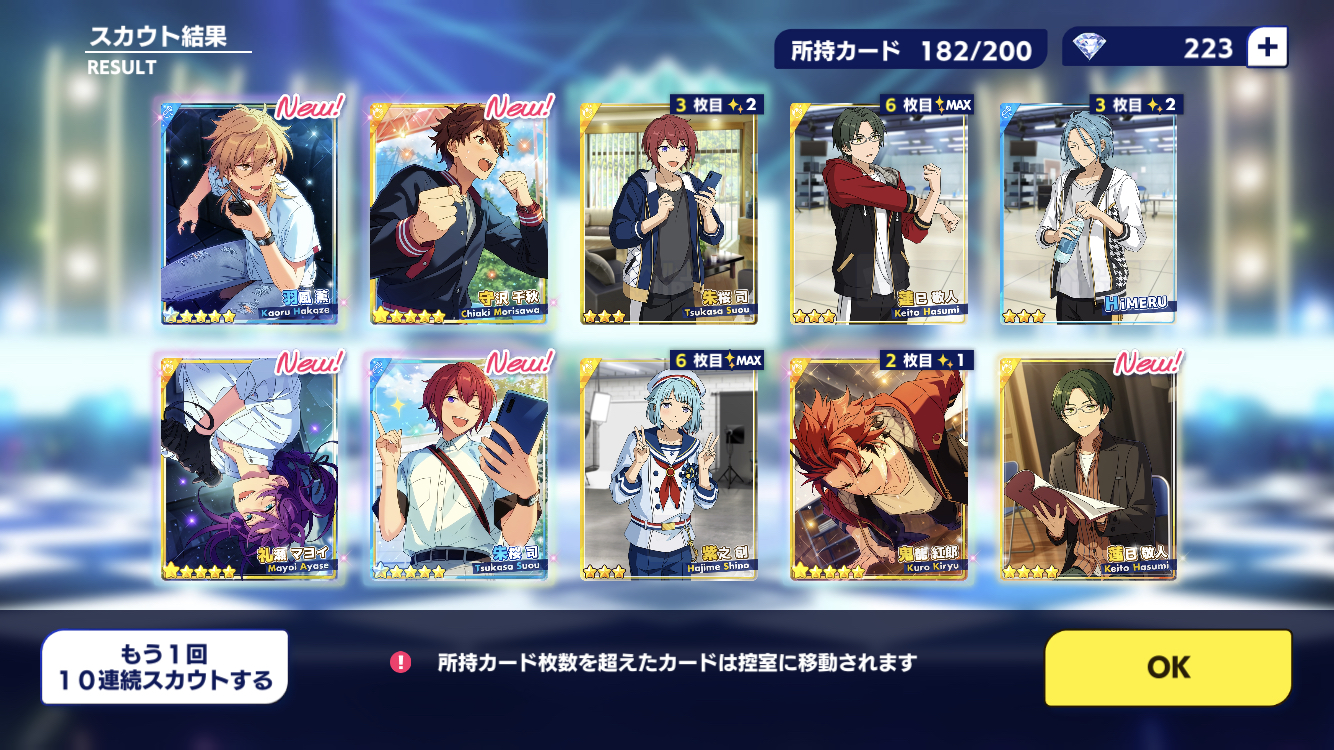 スカウト結果
RESULT
所持カード 182/200
223
New!
羽風 薫
Kaoru Hakaze
New!
守沢 千秋
Chiaki Morisawa
3 枚目 2
朱桜 司
Tsukasa Suou
6 枚目 MAX
蓮巳 敬人
Keito Hasumi
3 枚目 2
HiMERU
New!
礼瀬 マヨイ
Mayoi Ayase
New!
朱桜 司
Tsukasa Suou
6 枚目 MAX
紫之 創
Hajime Shino
2 枚目 1
鬼龍 紅郎
Kuro Kiryu
New!
蓮巳 敬人
Keito Hasumi
もう1回
10連続スカウトする
! 所持カード枚数を超えたカードは控室に移動されます
OK